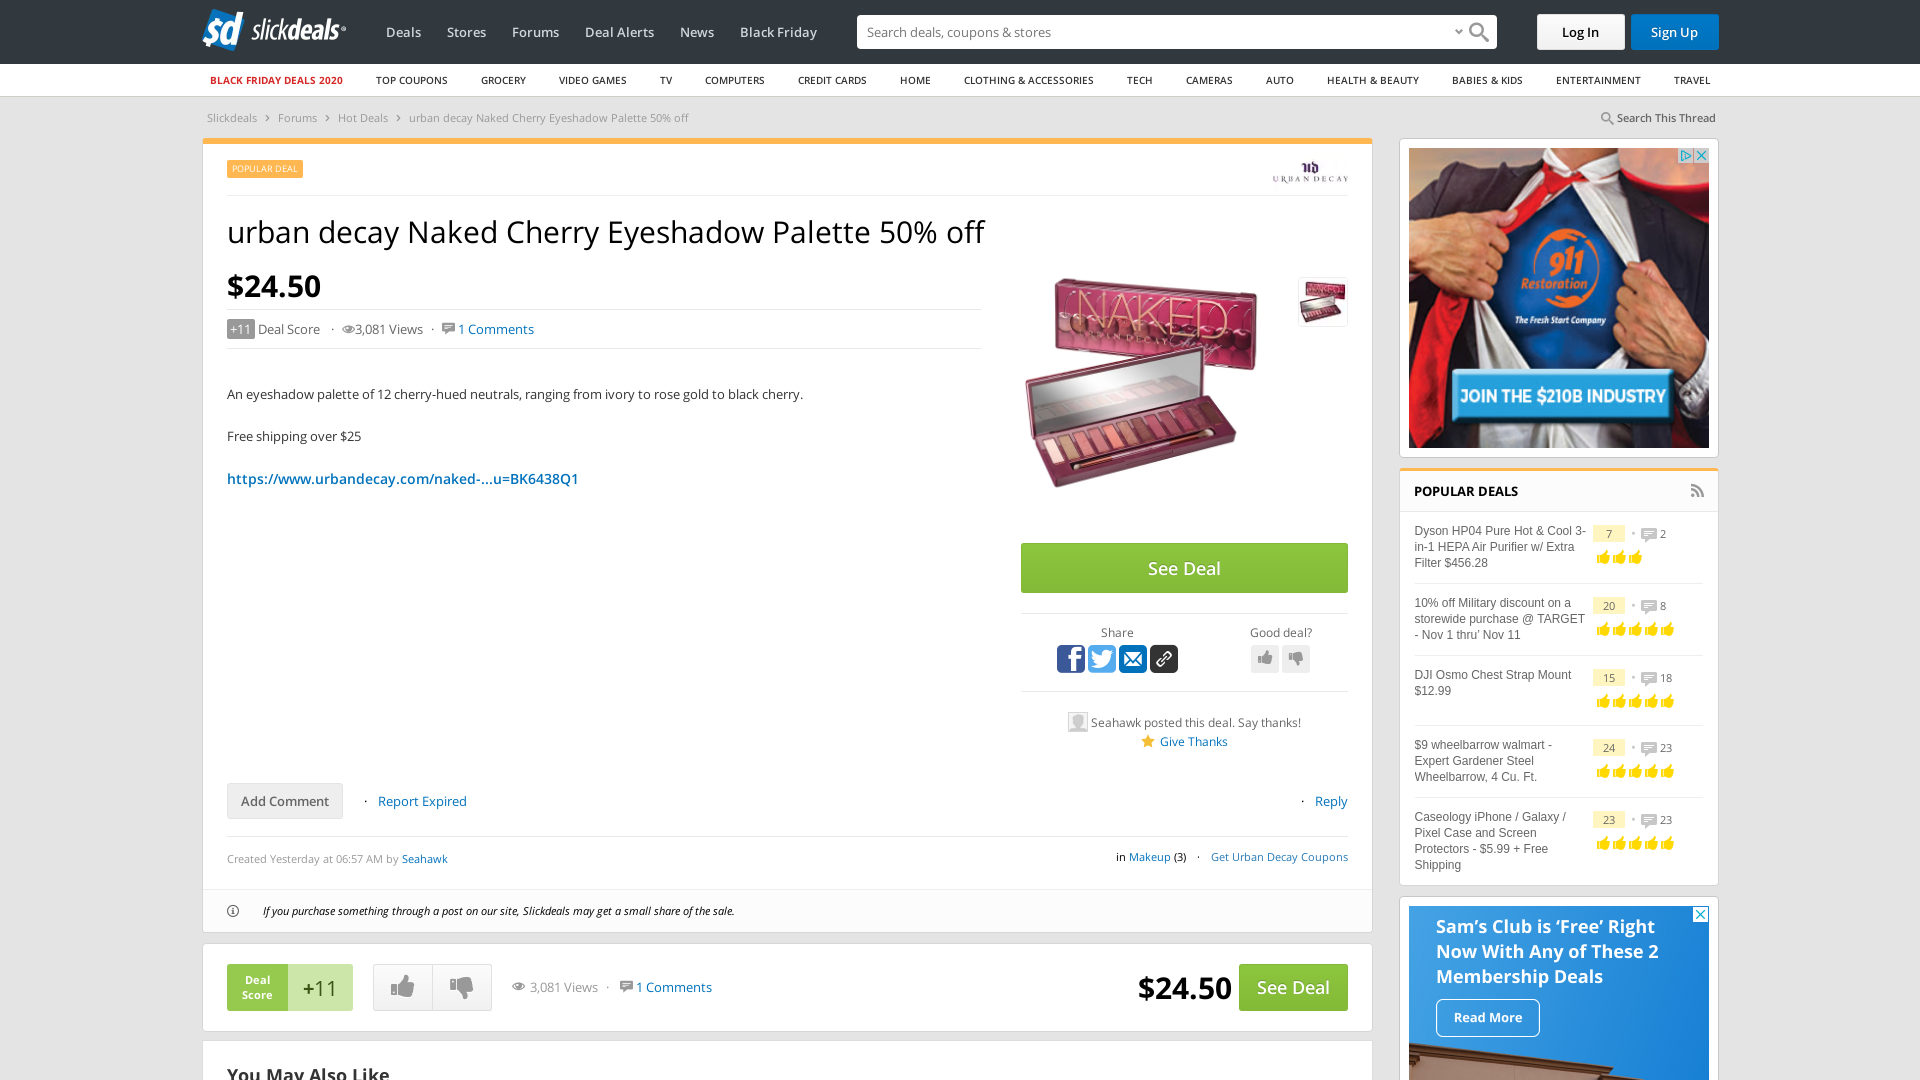 sd slickdeals
Deals Stores Forums Deal Alerts News Black Friday
Search deals, coupons & shopping
Log In Sign Up
BLACK FRIDAY DEALS 2020 TOP COUPONS GROCERY VIDEO GAMES TV COMPUTERS CREDIT CARDS HOME CLOTHING & ACCESSORIES TECH CAMERAS AUTO HEALTH & BEAUTY BABIES & KIDS ENTERTAINMENT TRAVEL
Slickdeals › Forums › Hot Deals › urban decay Naked Cherry Eyeshadow Palette 50% off
Search This Thread
POPULAR DEAL
UD
URBAN DECAY
urban decay Naked Cherry Eyeshadow Palette 50% off
$24.50
+11 Deal Score · 3,081 Views · 1 Comments
An eyeshadow palette of 12 cherry-hued neutrals, ranging from ivory to rose gold to black cherry.
Free shipping over $25
https://www.urbandecay.com/naked-...u=BK6438Q1
NAKED
URBAN DECAY Cherry
NAKED
See Deal
Share
Good deal?
Seahawk posted this deal. Say thanks!
Give Thanks
Add Comment · Report Expired
· Reply
Created Yesterday at 06:57 AM by Seahawk
in Makeup (3) · Get Urban Decay Coupons
If you purchase something through a post on our site, Slickdeals may get a small share of the sale.
Deal
Score
+11
3,081 Views · 1 Comments
$24.50
See Deal
You May Also Like
911
Restoration
The Fresh Start Company
JOIN THE $210B INDUSTRY
POPULAR DEALS
Dyson HP04 Pure Hot & Cool 3-
in-1 HEPA Air Purifier w/ Extra
Filter $456.28
7 · 2
10% off Military discount on a
storewide purchase @ TARGET
- Nov 1 thru' Nov 11
20 · 8
DJI Osmo Chest Strap Mount
$12.99
15 · 18
$9 wheelbarrow walmart -
Expert Gardener Steel
Wheelbarrow, 4 Cu. Ft.
24 · 23
Caseology iPhone / Galaxy /
Pixel Case and Screen
Protectors - $5.99 + Free
Shipping
23 · 23
Sam's Club is 'Free' Right
Now With Any of These 2
Membership Deals
Read More